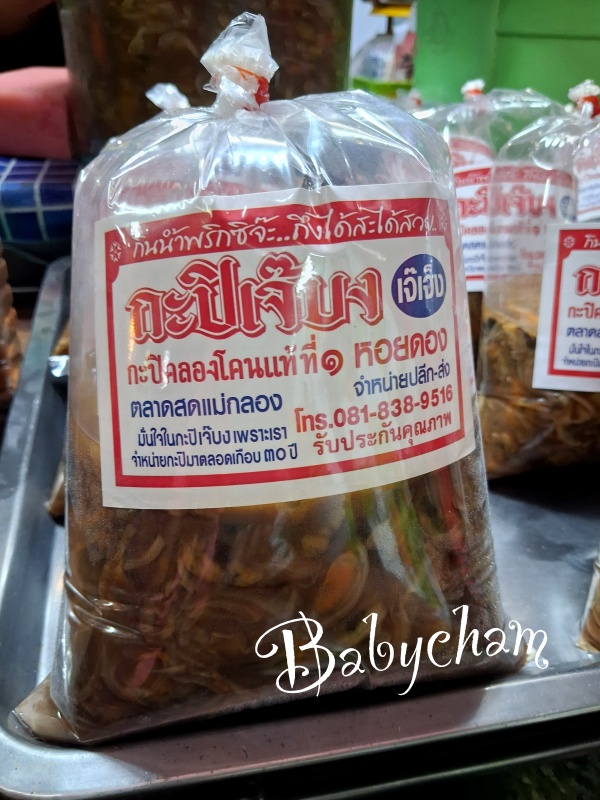 กินน้ำพริกซิจ๊ะ..ถึงได้สะได้สวย..
กะปิเจ๊บง
เจ๊เฮ็ง
กะปิคลองโคนแท้ที่๑ หอยดอง
ตลาดสดแม่กลอง
จำหน่ายปลีก-ส่ง
โทร.081-838-9516
มั่นใจในกะปิเจ๊บง เพราะเรา
จำหน่ายกะปิมาตลอดเกือบ ๓๐ ปี
รับประกันคุณภาพ
Babycham